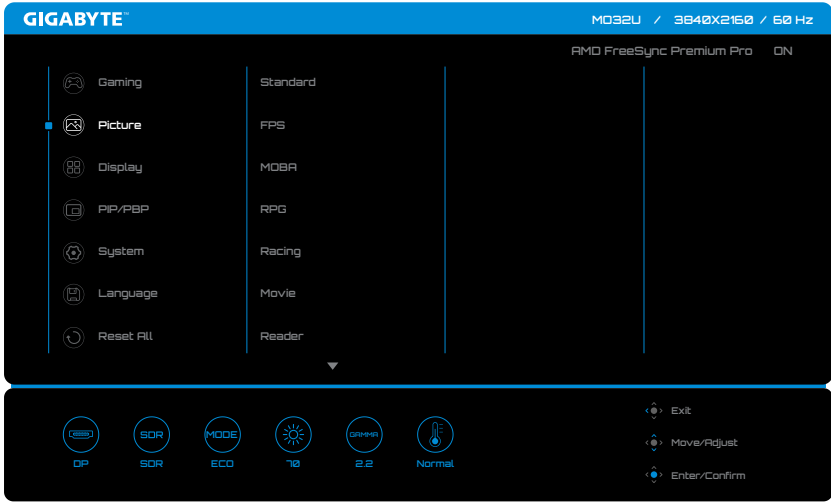 GIGABYTE™
MO32U / 3840X2160 / 60 Hz
AMD FreeSync Premium Pro ON
Gaming
Picture
Display
PIP/PBP
System
Language
Reset All
Standard
FPS
MOBA
RPG
Racing
Movie
Reader
SDR
MODE
GAMMA
DP
SDR
ECO
70
2.2
Normal
Exit
Move/Adjust
Enter/Confirm